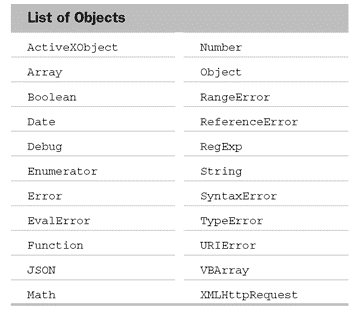 List of Objects
ActiveXObject Number
Array Object
Boolean RangeError
Date ReferenceError
Debug RegExp
Enumerator String
Error SyntaxError
EvalError TypeError
Function URIError
JSON VBArray
Math XMLHttpRequest